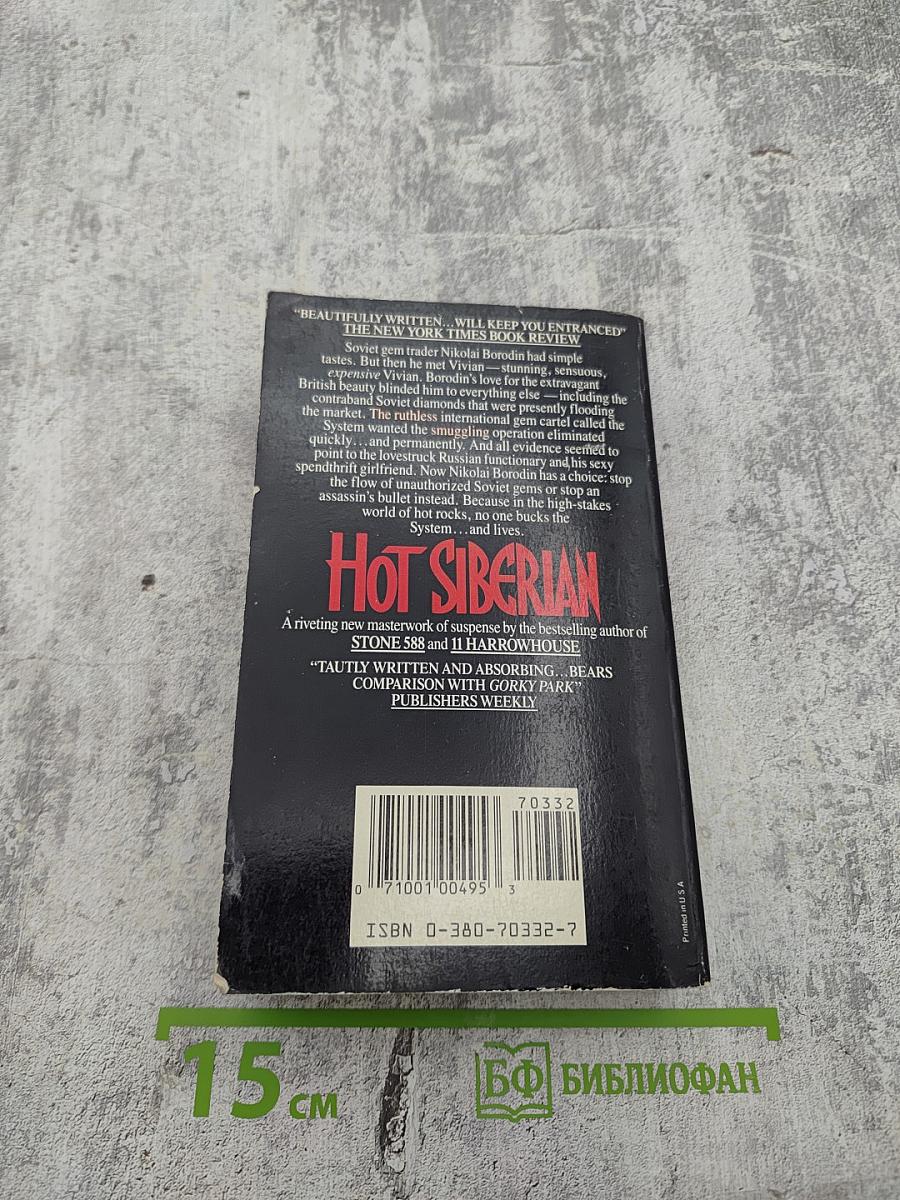 "BEAUTIFULLY WRITTEN...WILL KEEP YOU ENTRANCED"
THE NEW YORK TIMES BOOK REVIEW
Soviet gem trader Nikolai Borodin had simple
tastes. But then he met Vivian—stunning, sensuous,
expensive Vivian. Borodin's love for the extravagant
British beauty blinded him to everything else—including the
contraband Soviet diamonds that were presently flooding
the market. The ruthless international gem cartel called the
System wanted the smuggling operation eliminated
quickly...and permanently. And all evidence seemed to
point to the lovestruck Russian functionary and his sexy
spendthrift girlfriend. Now Nikolai Borodin has a choice: stop
the flow of unauthorized Soviet gems or stop an
assassin's bullet instead. Because in the high-stakes
world of hot rocks, no one bucks the
System...and lives.
HOT SIBERIAN
A riveting new masterwork of suspense by the bestselling author of
STONE 588 and 11 HARROWHOUSE
"TAUTLY WRITTEN AND ABSORBING...BEARS
COMPARISON WITH GORKY PARK"
PUBLISHERS WEEKLY
70332
0 71001 00495 3
ISBN 0-380-70332-7
Printed in U S A
15 см
БФ БИБЛИОФАН